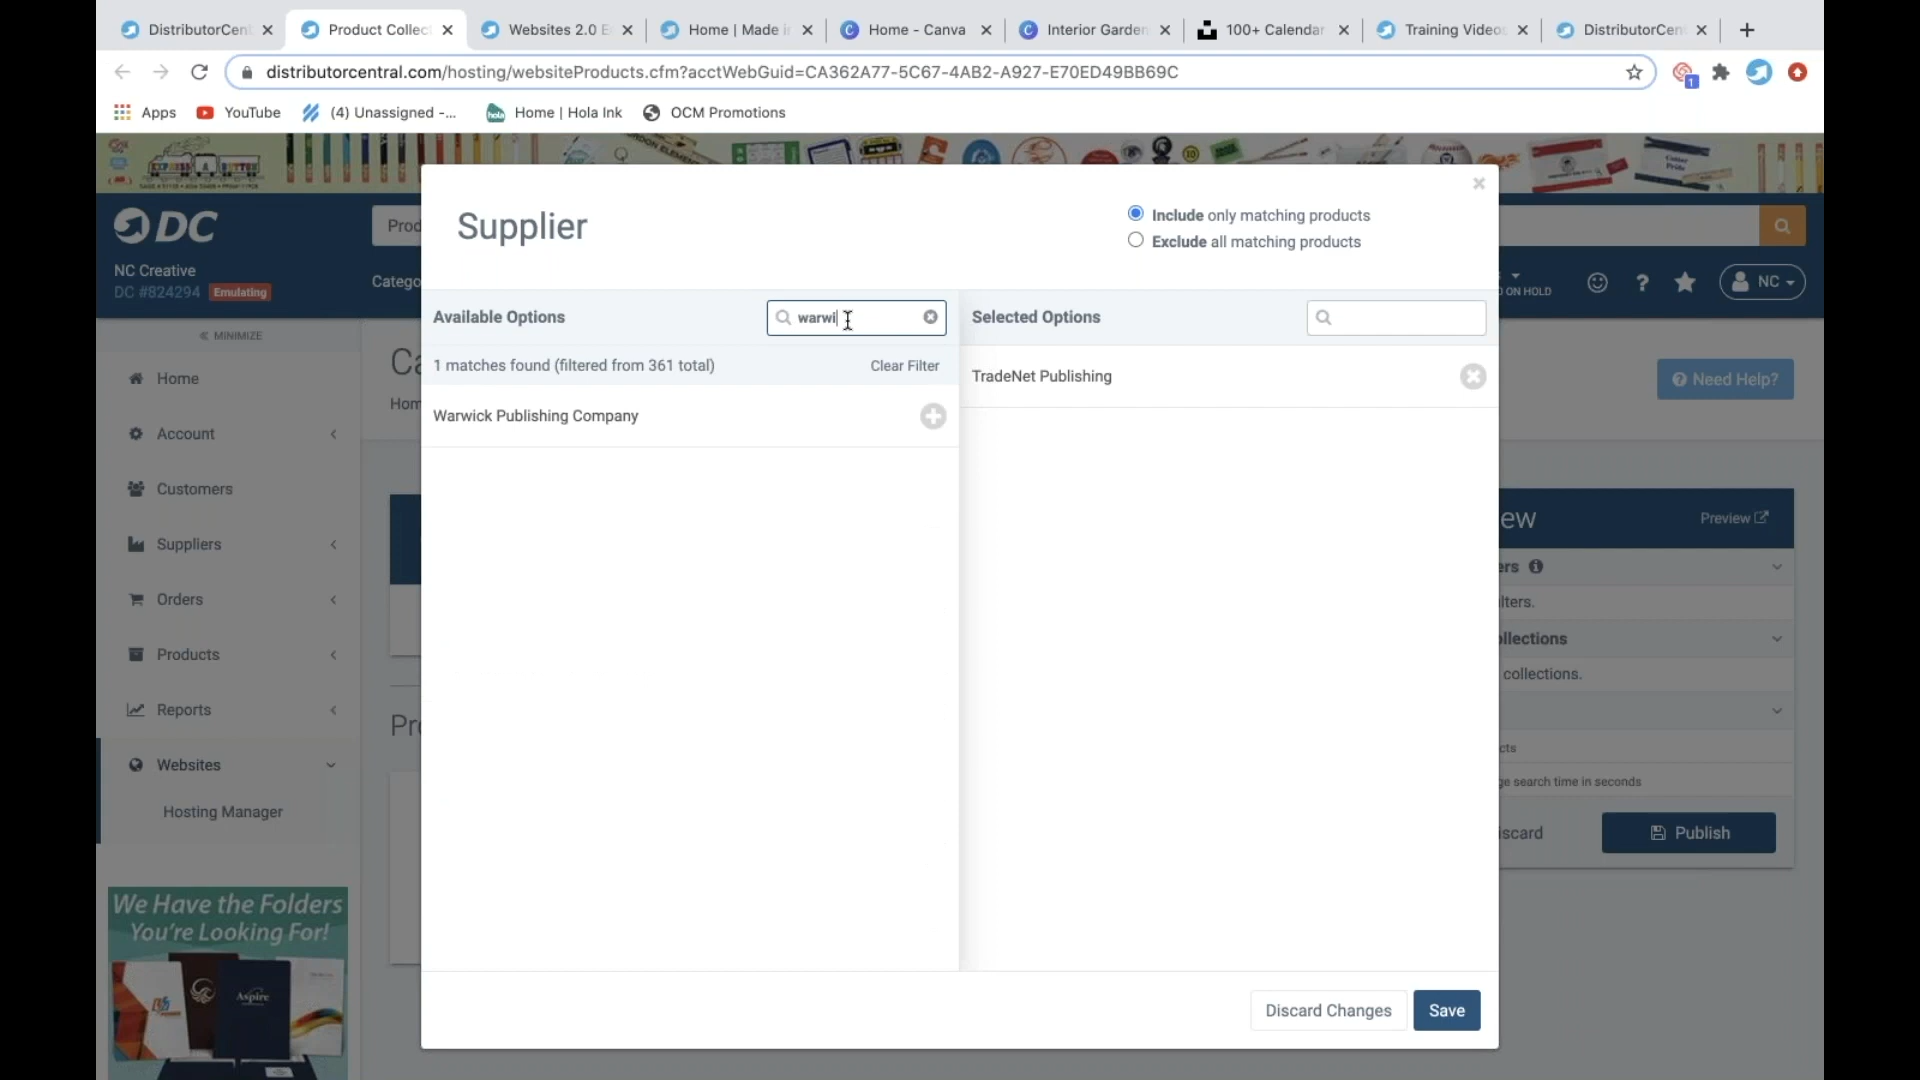 DistributorCen
Product Collec
Websites 2.0 E
Home | Made i
Home - Canva
Interior Garden
100+ Calendar
Training Videos
DistributorCen
distributorcentral.com/hosting/websiteProducts.cfm?acctWebGuid=CA362A77-5C67-4AB2-A927-E70ED49BB69C
1
Apps
YouTube
(4) Unassigned -...
hola
Home | Hola Ink
OCM Promotions
DC
Prod
NC Creative
DC #824294 Emulating
Catego
ON HOLD
?
NC
Supplier
Include only matching products
Exclude all matching products
Available Options
warwi
1 matches found (filtered from 361 total)
Clear Filter
Warwick Publishing Company
Selected Options
TradeNet Publishing
Discard Changes
Save
MINIMIZE
Home
Account
Customers
Suppliers
Orders
Products
Reports
Websites
Hosting Manager
Ca
Hom
Need Help?
Pro
ew
Preview
ers
lters.
ollections
collections.
cts
ge search time in seconds
iscard
Publish
We Have the Folders
You're Looking For!
Aspire